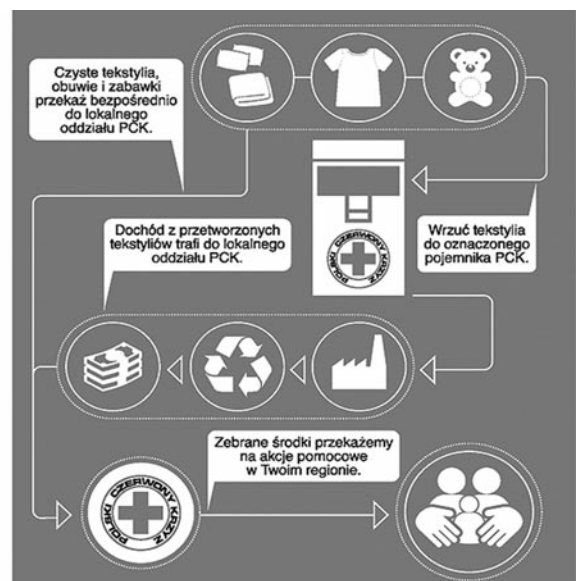 Czyste tekstylia,
obuwie i zabawki
przekaż bezpośrednio
do lokalnego
oddziału PCK.
Dochód z przetworzonych
tekstyliów trafi do lokalnego
oddziału PCK.
Wrzuć tekstylia
do oznaczonego
pojemnika PCK.
POLSKI CZERWONY KRZYŻ
Zebrane środki przekażemy
na akcje pomocowe
w Twoim regionie.
POLSKI CZERWONY KRZYŻ